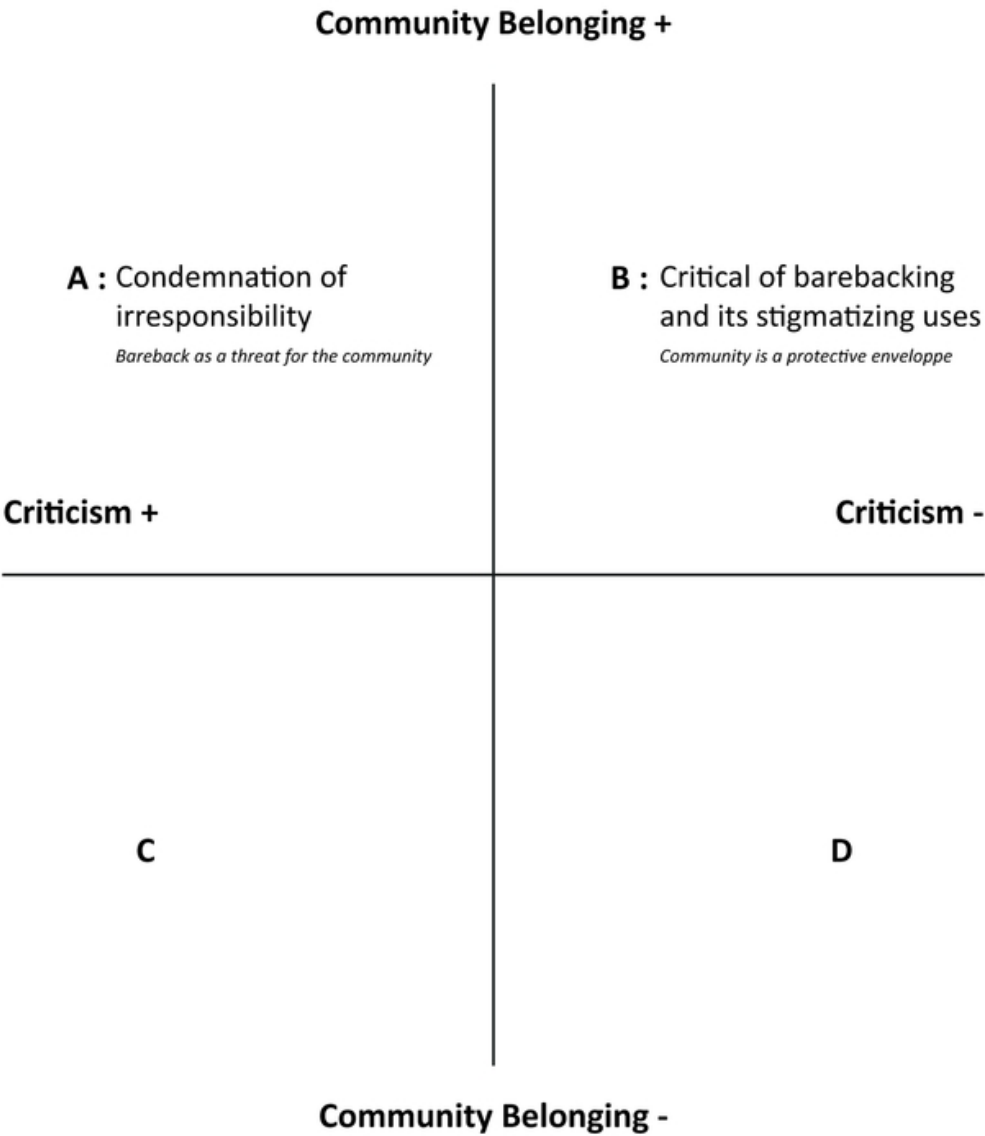 Community Belonging +
A : Condemnation of
irresponsibility
Bareback as a threat for the community
B : Critical of barebacking
and its stigmatizing uses
Community is a protective enveloppe
Criticism +
Criticism -
C
D
Community Belonging -